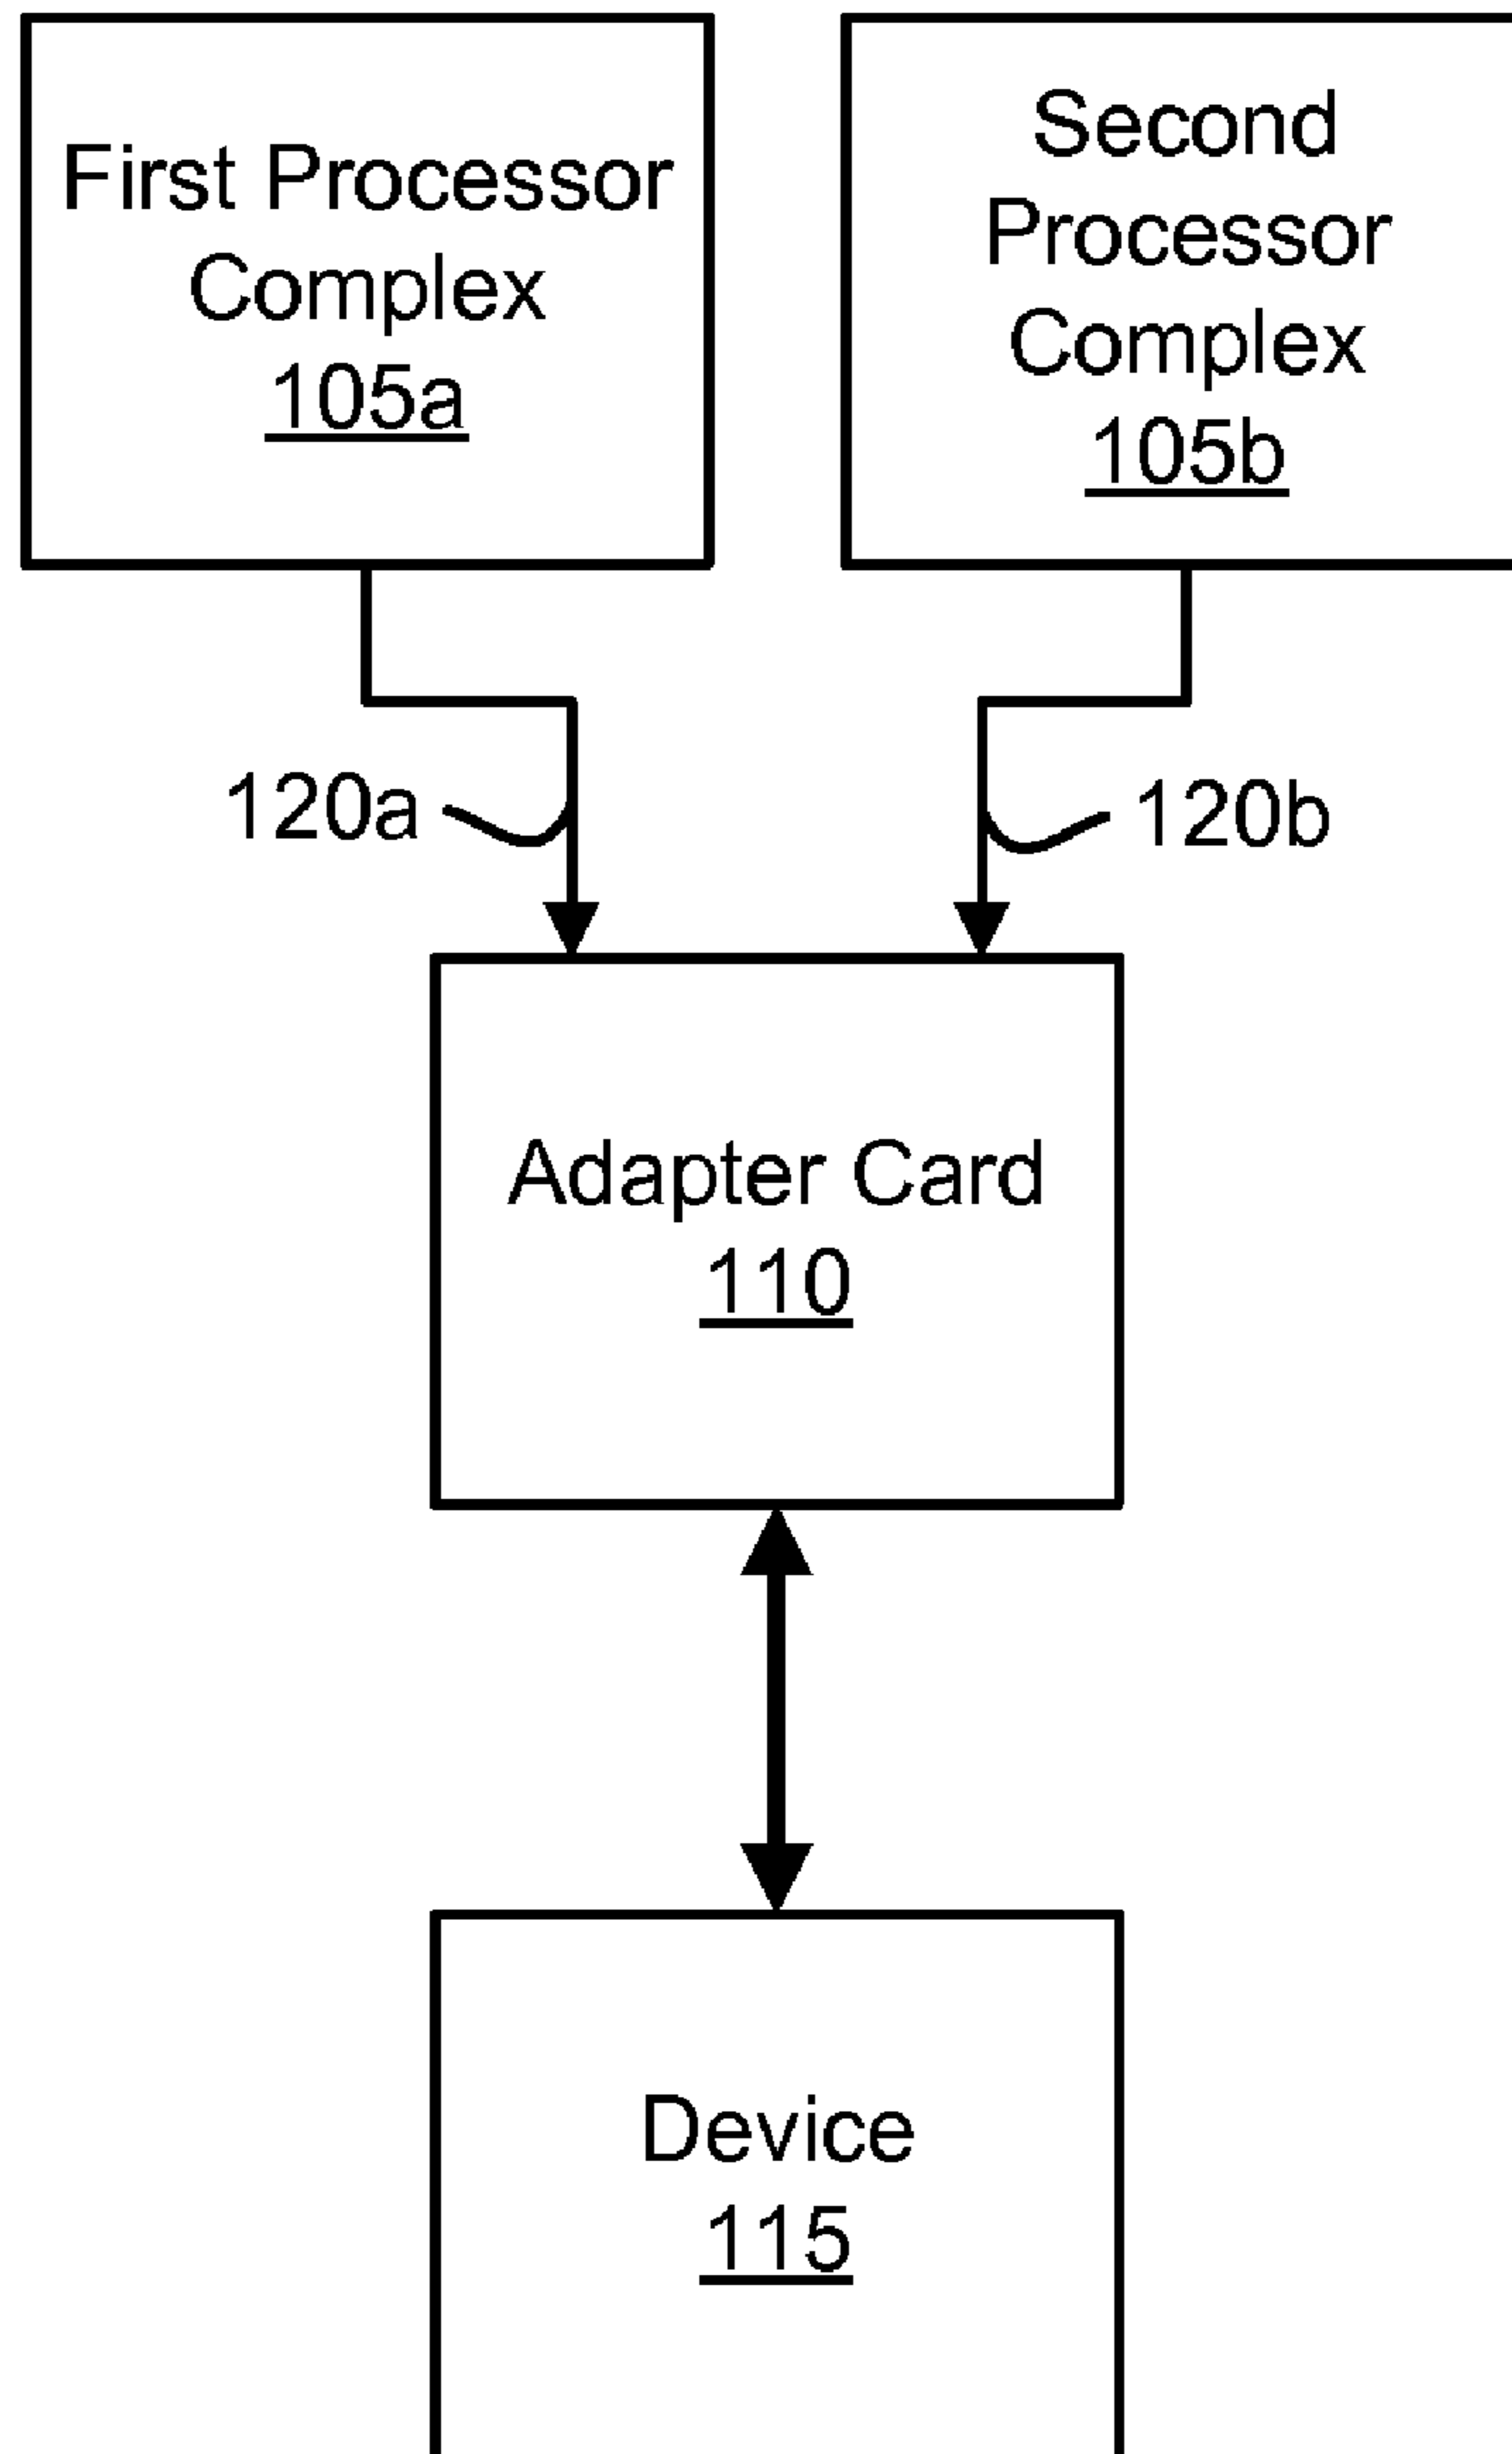 First Processor
Complex
105a
Second
Processor
Complex
105b
120a
120b
Adapter Card
110
Device
115